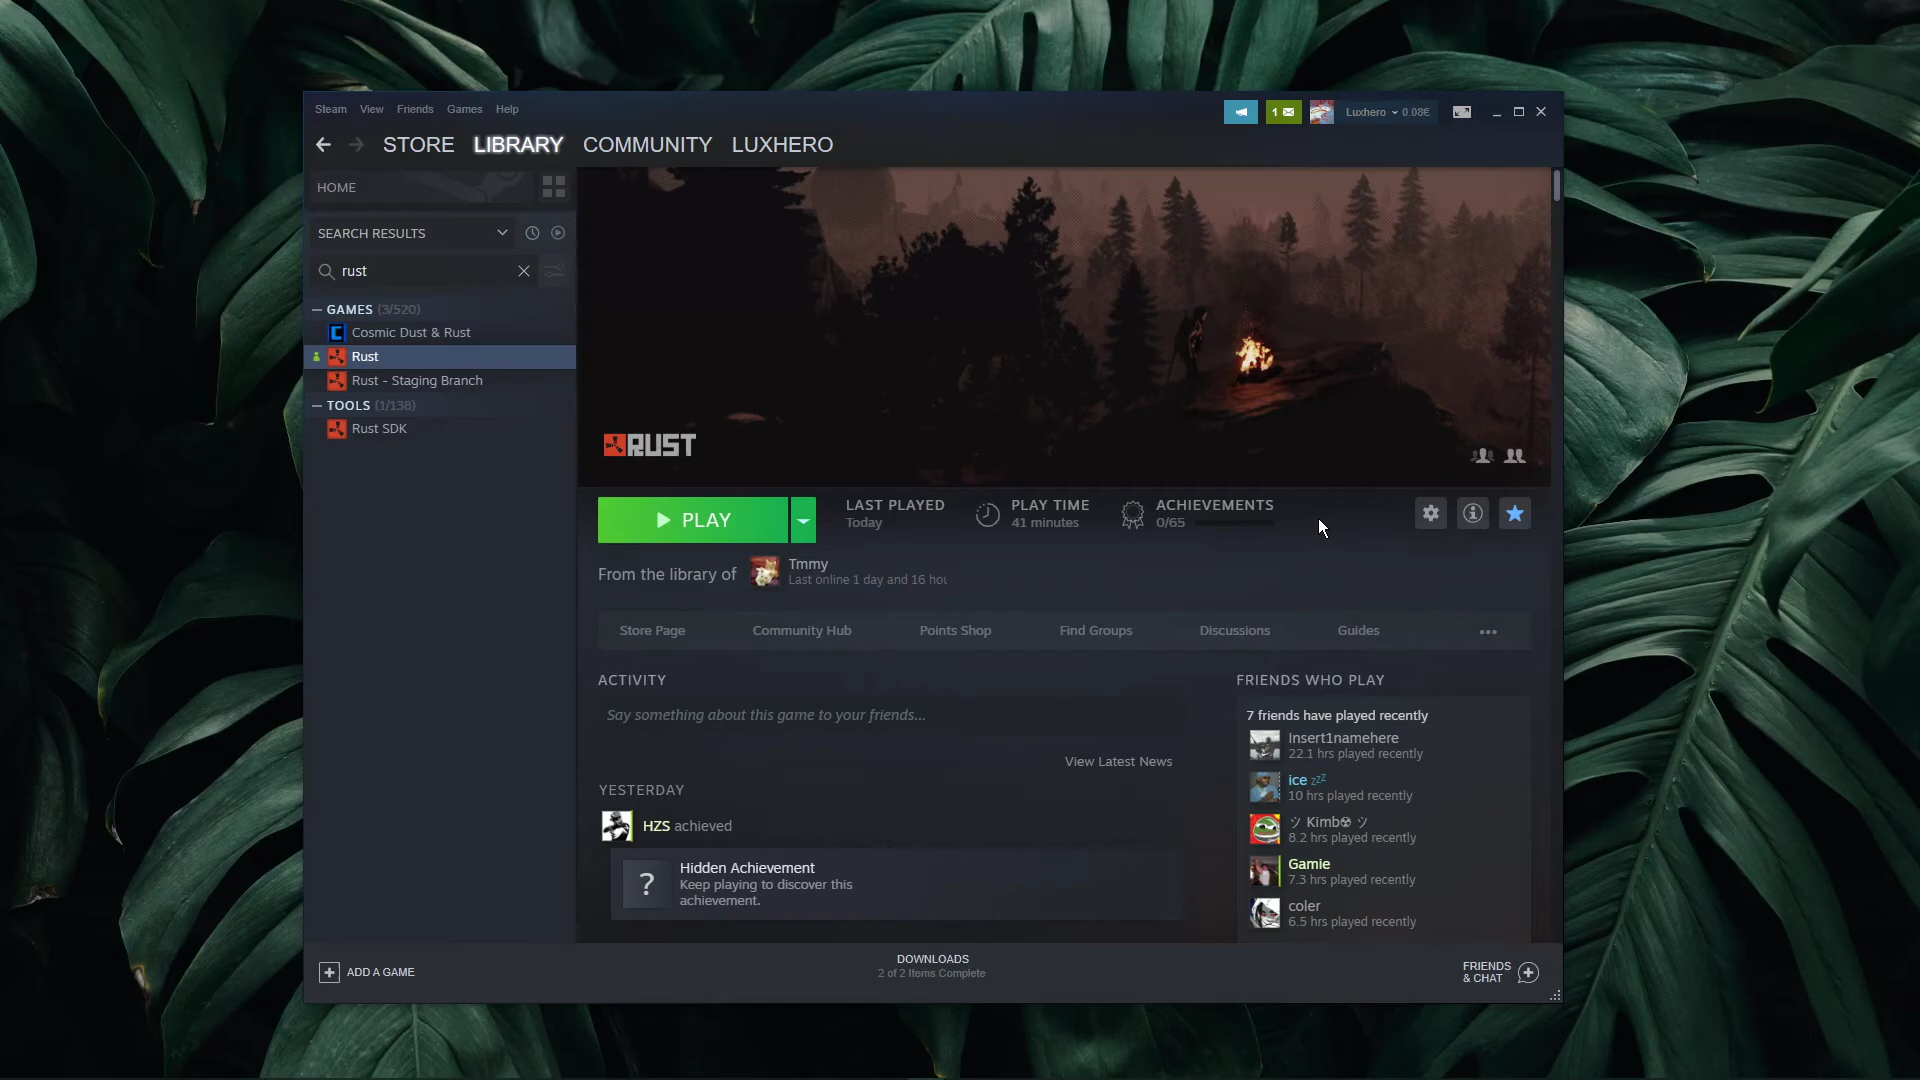 Steam View Friends Games Help
1
Luxhero 0.08€
STORE LIBRARY COMMUNITY LUXHERO
HOME
SEARCH RESULTS
rust
GAMES (3/520)
Cosmic Dust & Rust
Rust
Rust - Staging Branch
TOOLS (1/138)
Rust SDK
RUST
PLAY
LAST PLAYED
Today
PLAY TIME
41 minutes
ACHIEVEMENTS
0/65
From the library of
Tmmy
Last online 1 day and 16 hou
Store Page Community Hub Points Shop Find Groups Discussions Guides
ACTIVITY
Say something about this game to your friends...
View Latest News
YESTERDAY
HZS achieved
?
Hidden Achievement
Keep playing to discover this
achievement.
FRIENDS WHO PLAY
7 friends have played recently
Insert1namehere
22.1 hrs played recently
ice zzz
10 hrs played recently
ツ Kimb☢ ツ
8.2 hrs played recently
Gamie
7.3 hrs played recently
coler
6.5 hrs played recently
ADD A GAME
DOWNLOADS
2 of 2 Items Complete
FRIENDS
& CHAT